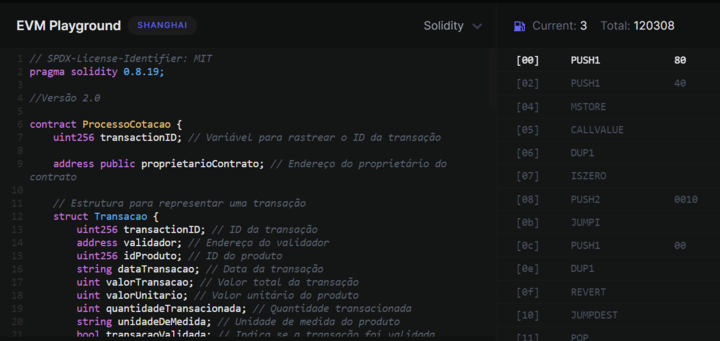 EVM Playground SHANGHAI
Solidity
Current: 3 Total: 120308
1 // SPDX-License-Identifier: MIT
2 pragma solidity 0.8.19;
3
4 //Versão 2.0
5
6 contract ProcessoCotacao {
7 uint256 transactionID; // Variável para rastrear o ID da transação
8
9 address public proprietarioContrato; // Endereço do proprietário do
contrato
10
11 // Estrutura para representar uma transação
12 struct Transacao {
13 uint256 transactionID; // ID da transação
14 address validador; // Endereço do validador
15 uint256 idProduto; // ID do produto
16 string dataTransacao; // Data da transação
17 uint valorTransacao; // Valor total da transação
18 uint valorUnitario; // Valor unitário do produto
19 uint quantidadeTransacionada; // Quantidade transacionada
20 string unidadeDeMedida; // Unidade de medida do produto
21 bool transacaoValidada; // Indica se a transação foi validada
[00] PUSH1 80
[02] PUSH1 40
[04] MSTORE
[05] CALLVALUE
[06] DUP1
[07] ISZERO
[08] PUSH2 0010
[0b] JUMPI
[0c] PUSH1 00
[0e] DUP1
[0f] REVERT
[10] JUMPDEST
[11] POP